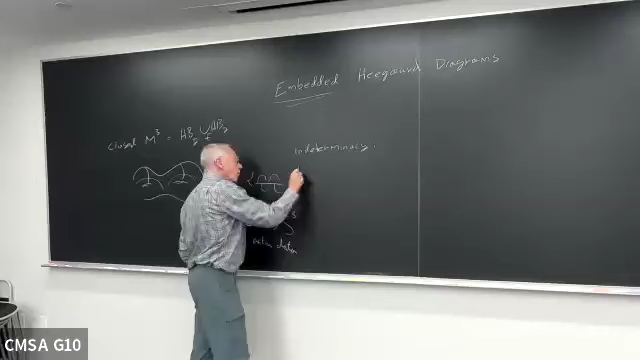 Embedded Heegaard Diagrams
closed M³ = HB_g ∪ HB_g
indeterminacy.
CMSA G10